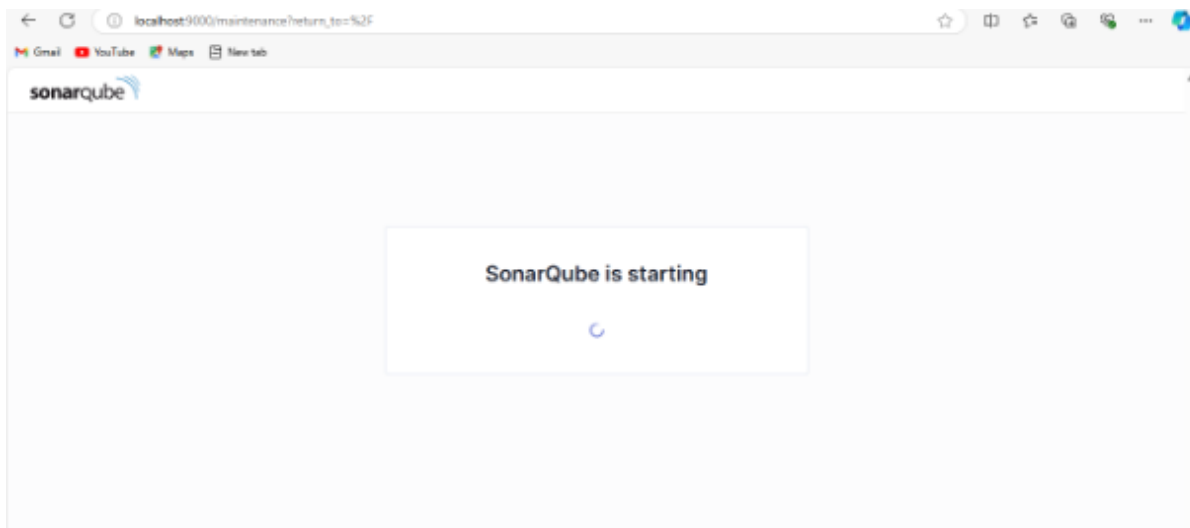 localhost:9000/maintenance?return_to=%2F
Gmail YouTube Maps New tab
sonarqube
SonarQube is starting